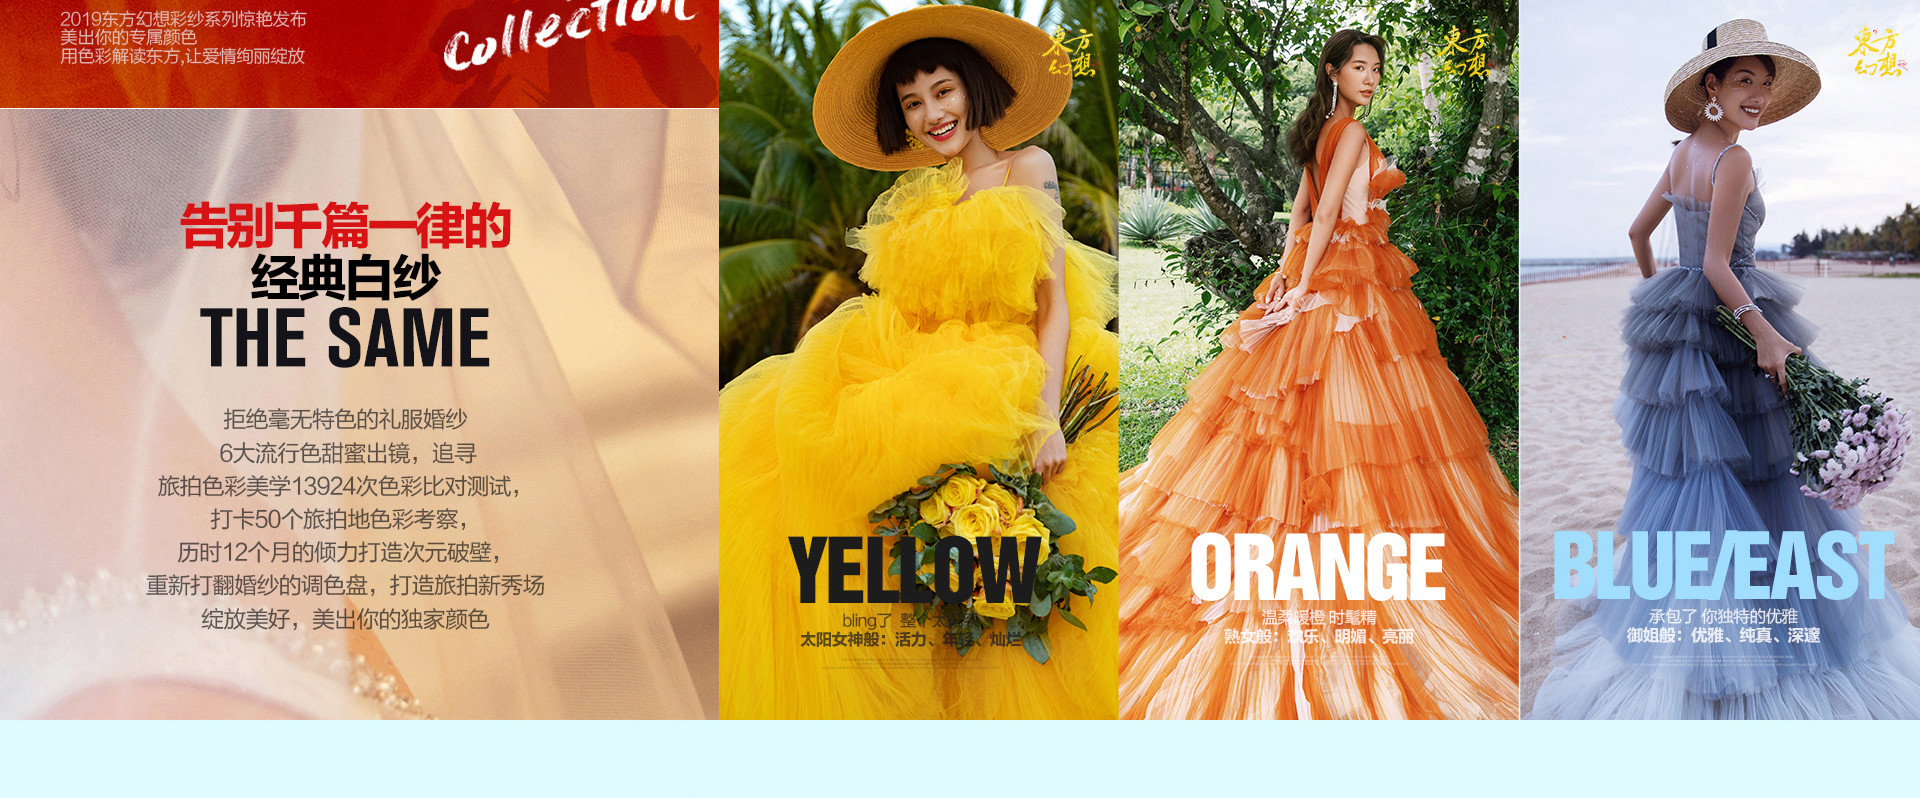 2019东方幻想彩纱系列惊艳发布
美出你的专属颜色
用色彩解读东方,让爱情绚丽绽放
Collection
告别千篇一律的
经典白纱
THE SAME
拒绝毫无特色的礼服婚纱
6大流行色甜蜜出镜，追寻
旅拍色彩美学13924次色彩比对测试，
打卡50个旅拍地色彩考察，
历时12个月的倾力打造次元破壁，
重新打翻婚纱的调色盘，打造旅拍新秀场
绽放美好，美出你的独家颜色
東方
幻想
YELLOW
bling了 整个太
太阳女神般：活力、年轻、灿烂
東方
幻想
ORANGE
温柔暖橙 时髦精
熟女般：欢乐、明媚、亮丽
東方
幻想
BLUE/EAST
承包了 你独特的优雅
御姐般：优雅、纯真、深邃